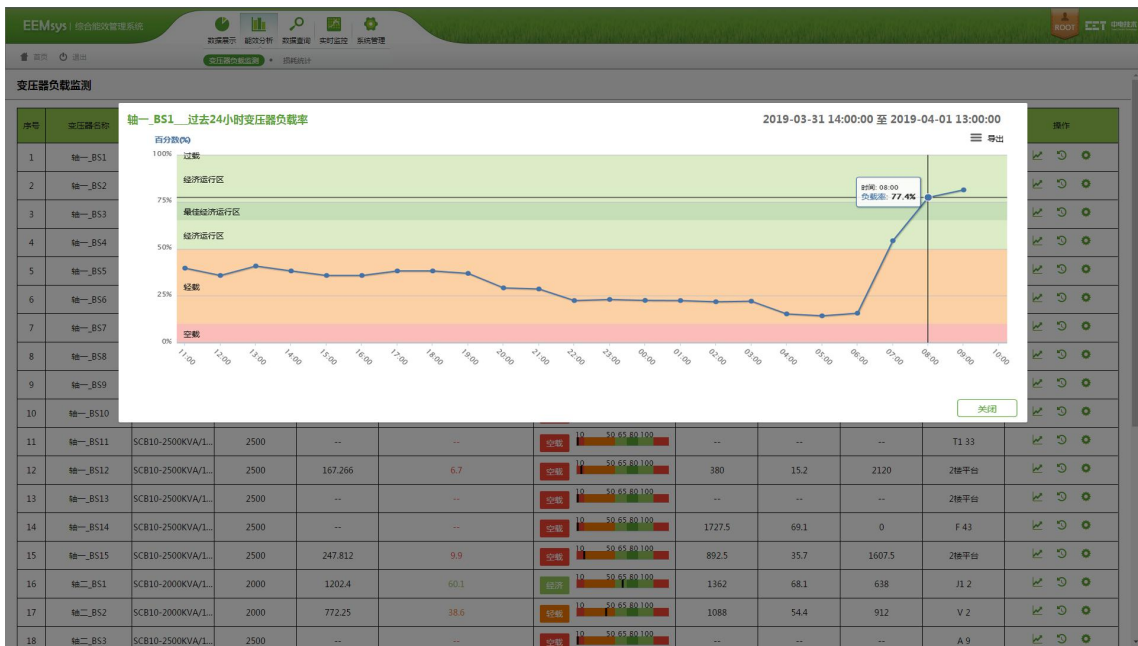 EEMsys | 综合能效管理系统
数据展示 能效分析 数据查询 实时监控 系统管理
ROOT CET 中电技术
首页 退出 变压器负载监测 损耗统计
变压器负载监测
序号 变压器名称 操作
轴一_BS1__过去24小时变压器负载率 2019-03-31 14:00:00 至 2019-04-01 13:00:00
百分数(%) 导出
100% 过载
经济运行区
时间: 08:00
负载率: 77.4%
75%
最佳经济运行区
经济运行区
50%
轻载
25%
空载
0%
11:00 12:00 13:00 14:00 15:00 16:00 17:00 18:00 19:00 20:00 21:00 22:00 23:00 00:00 01:00 02:00 03:00 04:00 05:00 06:00 07:00 08:00 09:00 10:00
关闭
1 轴一_BS1
2 轴一_BS2
3 轴一_BS3
4 轴一_BS4
5 轴一_BS5
6 轴一_BS6
7 轴一_BS7
8 轴一_BS8
9 轴一_BS9
10 轴一_BS10
11 轴一_BS11 SCB10-2500KVA/1... 2500 -- -- 空载 10 50 65 80 100 -- -- -- T1 33
12 轴一_BS12 SCB10-2500KVA/1... 2500 167.266 6.7 空载 10 50 65 80 100 380 15.2 2120 2楼平台
13 轴一_BS13 SCB10-2500KVA/1... 2500 -- -- 空载 10 50 65 80 100 -- -- -- 2楼平台
14 轴一_BS14 SCB10-2500KVA/1... 2500 -- -- 空载 10 50 65 80 100 1727.5 69.1 0 F 43
15 轴一_BS15 SCB10-2500KVA/1... 2500 247.812 9.9 空载 10 50 65 80 100 892.5 35.7 1607.5 2楼平台
16 轴二_BS1 SCB10-2000KVA/1... 2000 1202.4 60.1 经济 10 50 65 80 100 1362 68.1 638 J1 2
17 轴二_BS2 SCB10-2000KVA/1... 2000 772.25 38.6 轻载 10 50 65 80 100 1088 54.4 912 V 2
18 轴二_BS3 SCB10-2500KVA/1... 2500 -- -- 空载 10 50 65 80 100 -- -- -- A 9